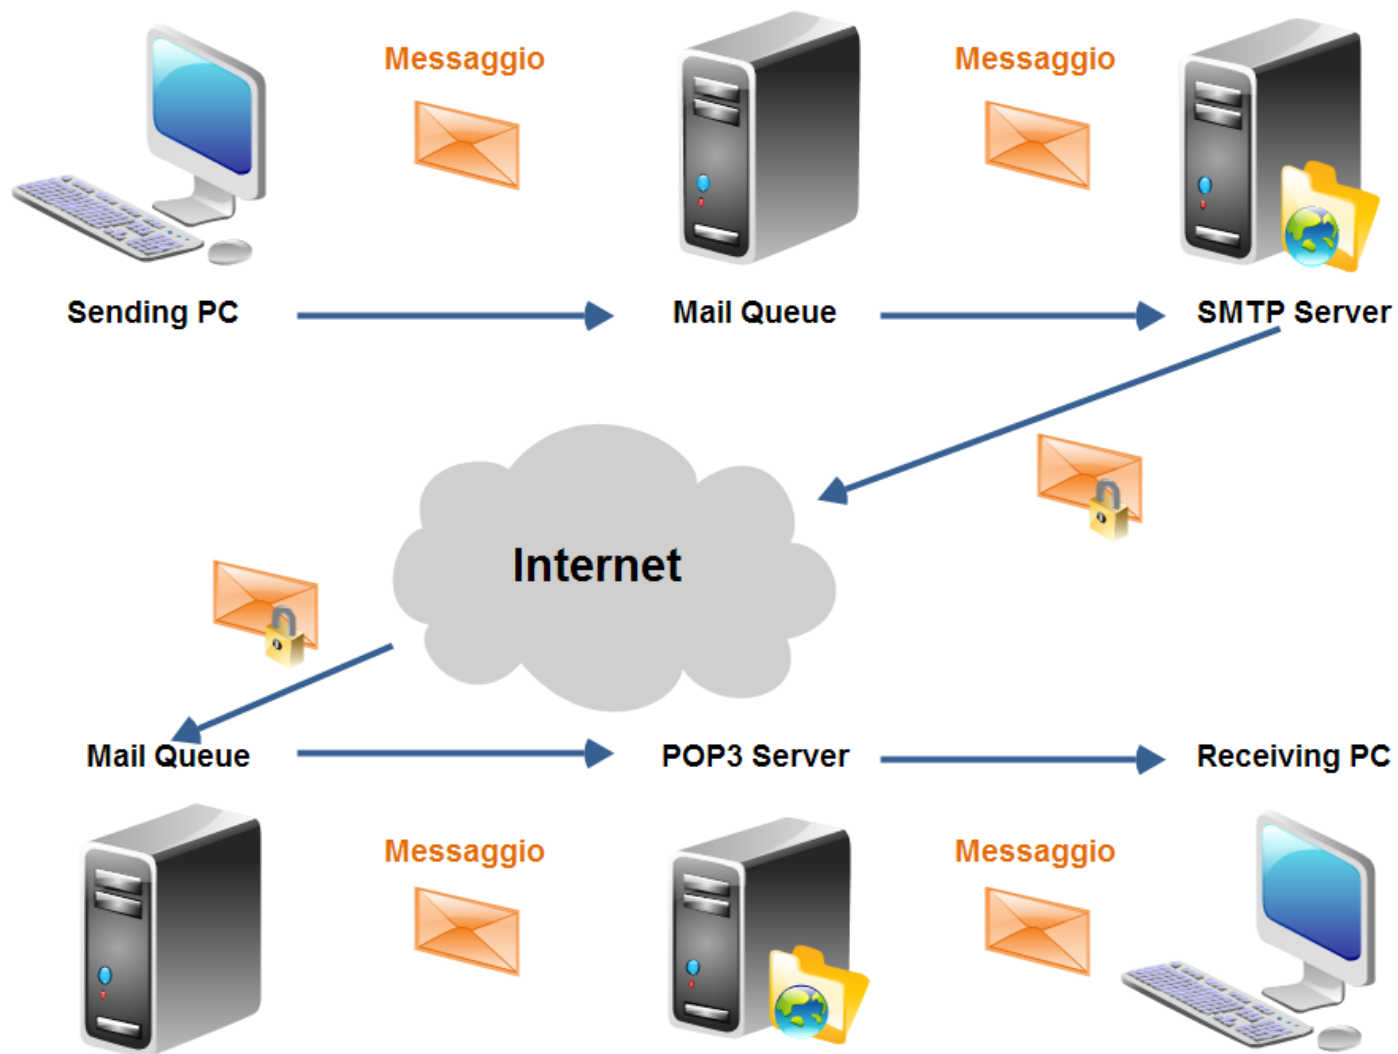 Messaggio
Messaggio
Sending PC
Mail Queue
SMTP Server
Internet
Mail Queue
POP3 Server
Receiving PC
Messaggio
Messaggio